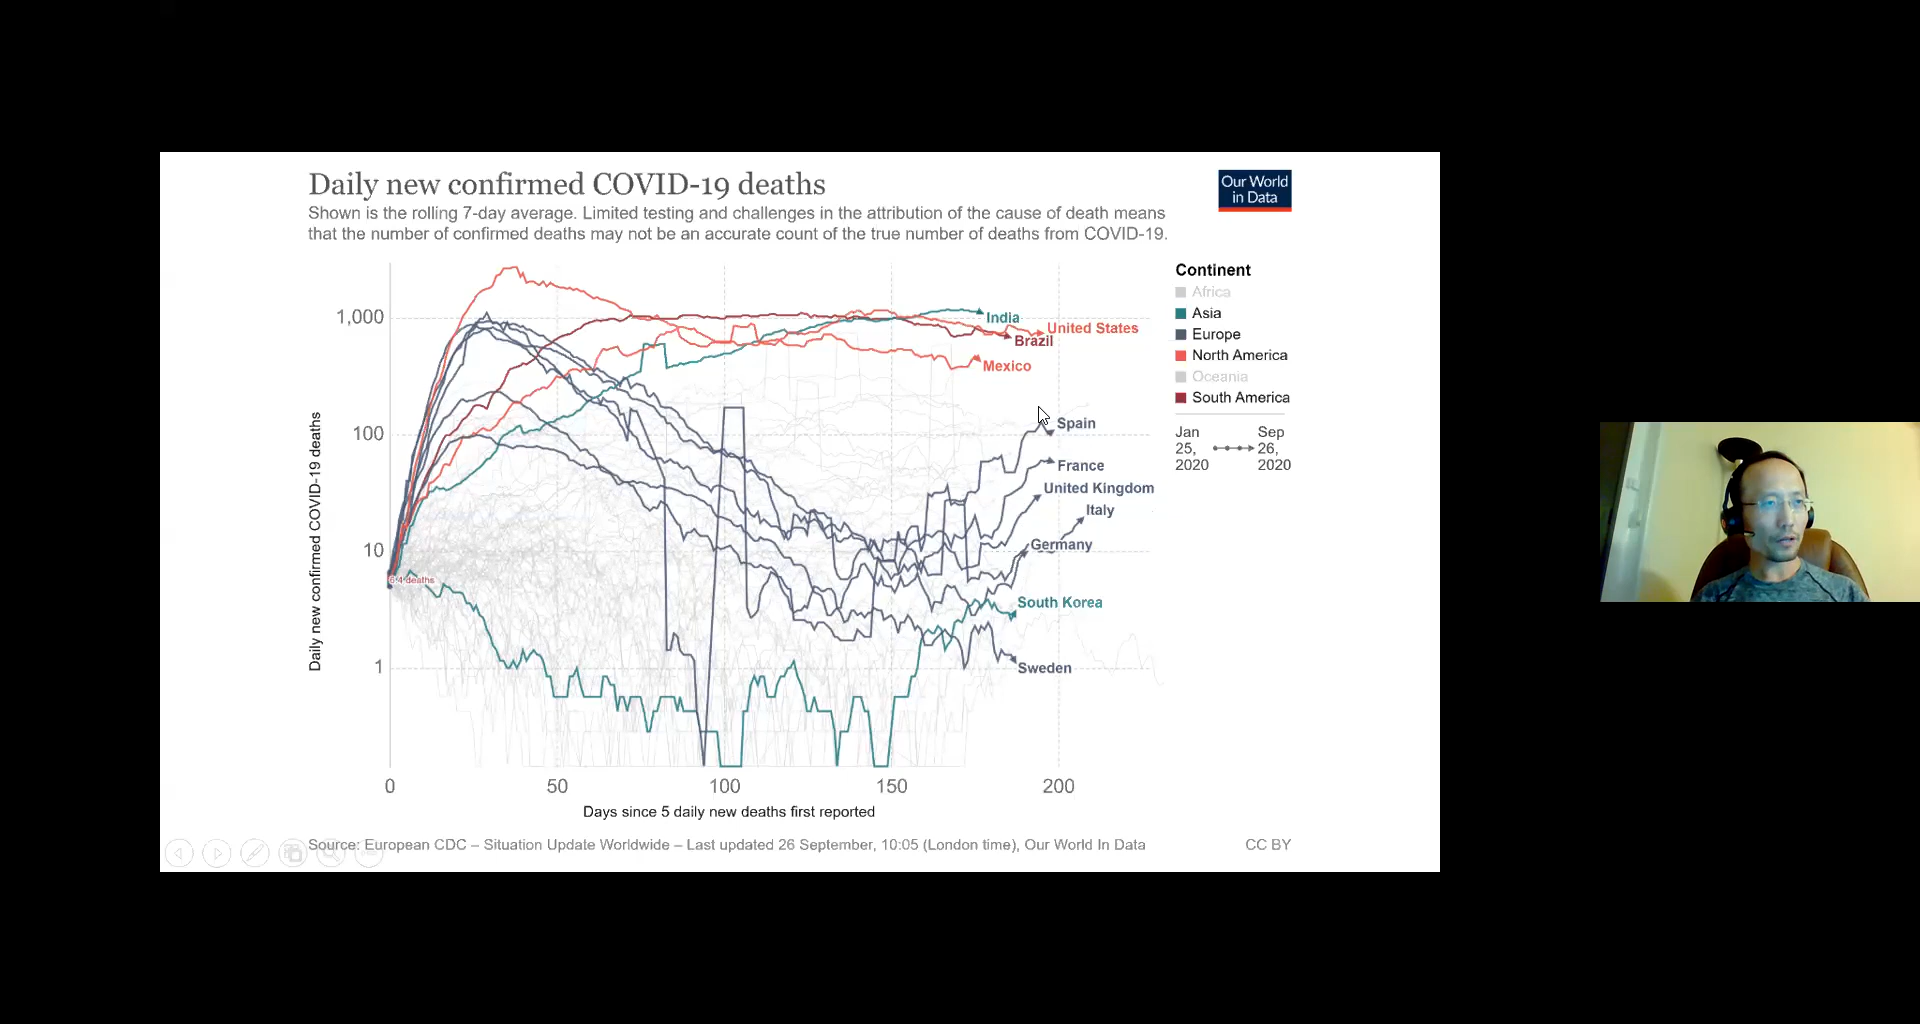 Daily new confirmed COVID-19 deaths
Our World
in Data
Shown is the rolling 7-day average. Limited testing and challenges in the attribution of the cause of death means
that the number of confirmed deaths may not be an accurate count of the true number of deaths from COVID-19.
Continent
Africa
Asia
Europe
North America
Oceania
South America
Jan
25,
2020
Sep
26,
2020
Daily new confirmed COVID-19 deaths
1,000
100
10
1
India
United States
Brazil
Mexico
Spain
France
United Kingdom
Italy
Germany
6.4 deaths
South Korea
Sweden
0
50
100
150
200
Days since 5 daily new deaths first reported
Source: European CDC – Situation Update Worldwide – Last updated 26 September, 10:05 (London time), Our World In Data
CC BY